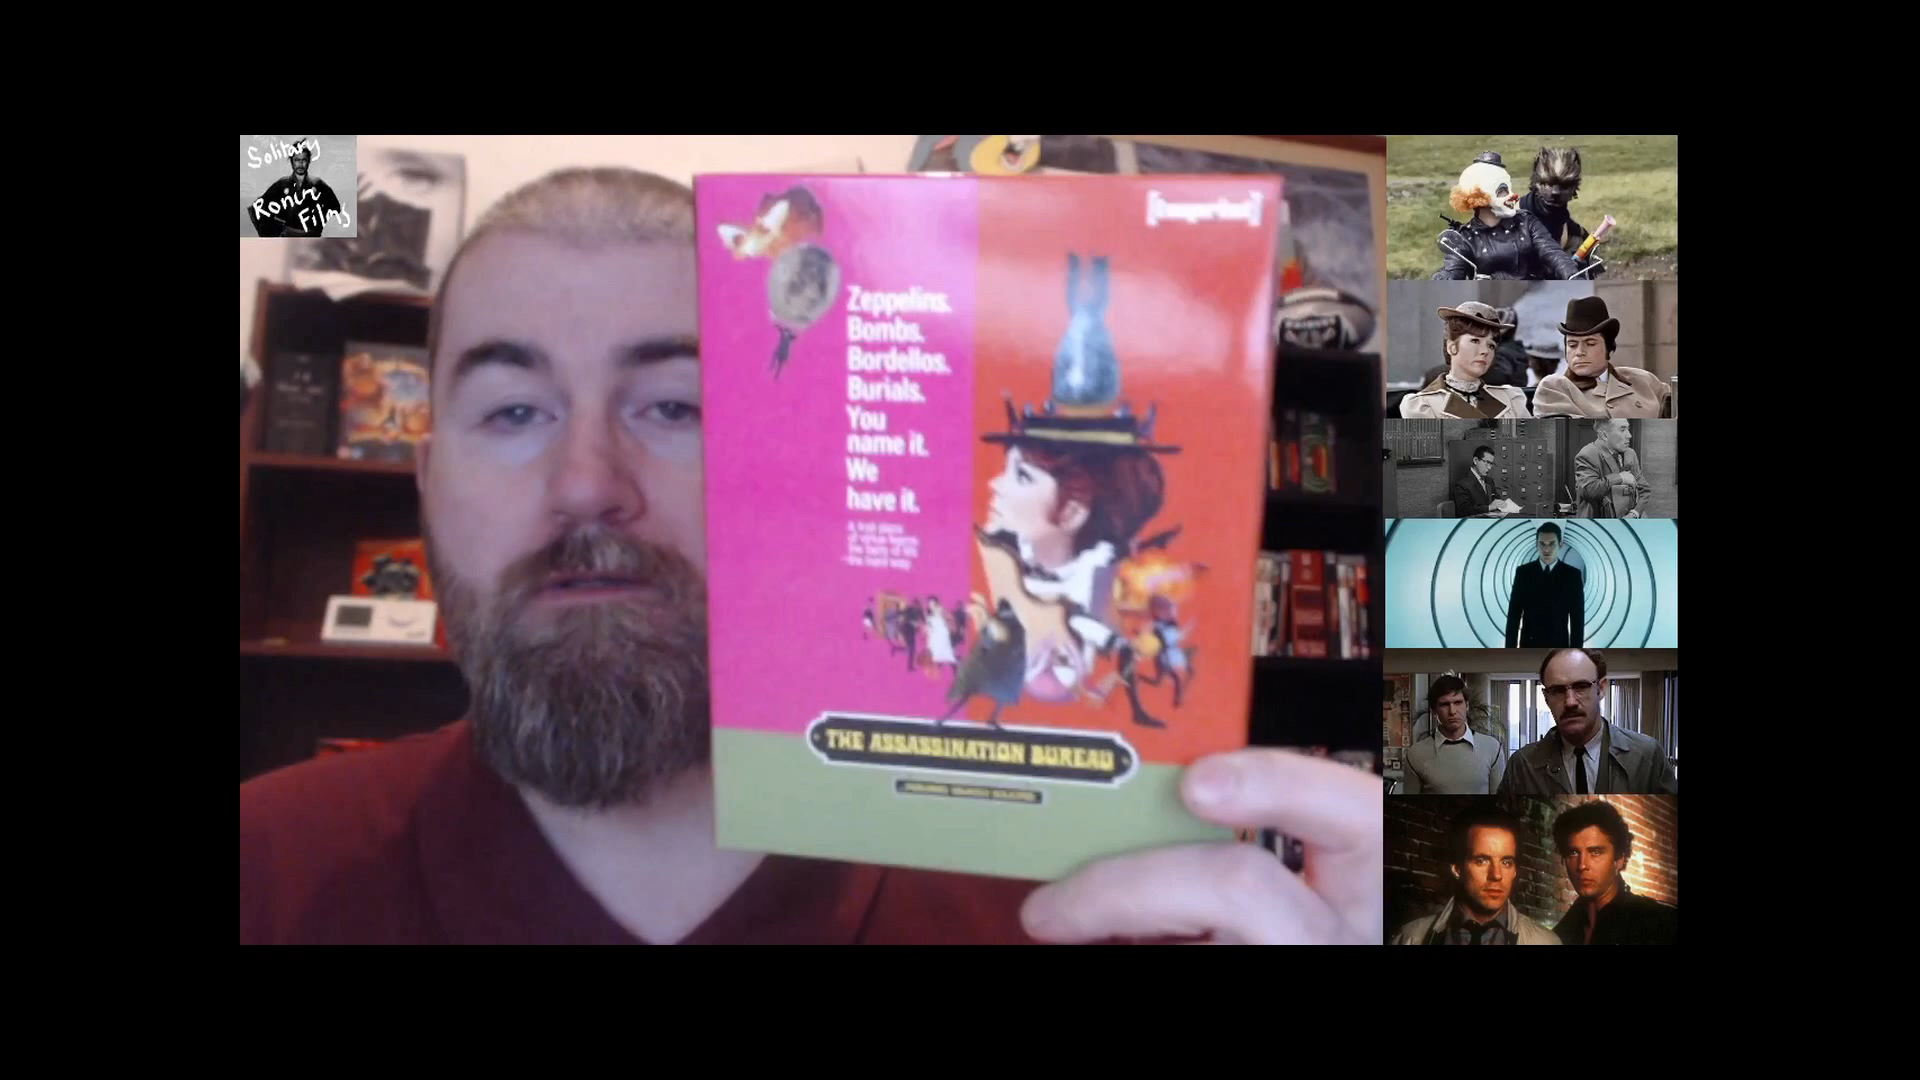 Solitary
Ronin
Films
[Imprint]
Zeppelins.
Bombs.
Bordellos.
Burials.
You
name it.
We
have it.
THE ASSASSINATION BUREAU